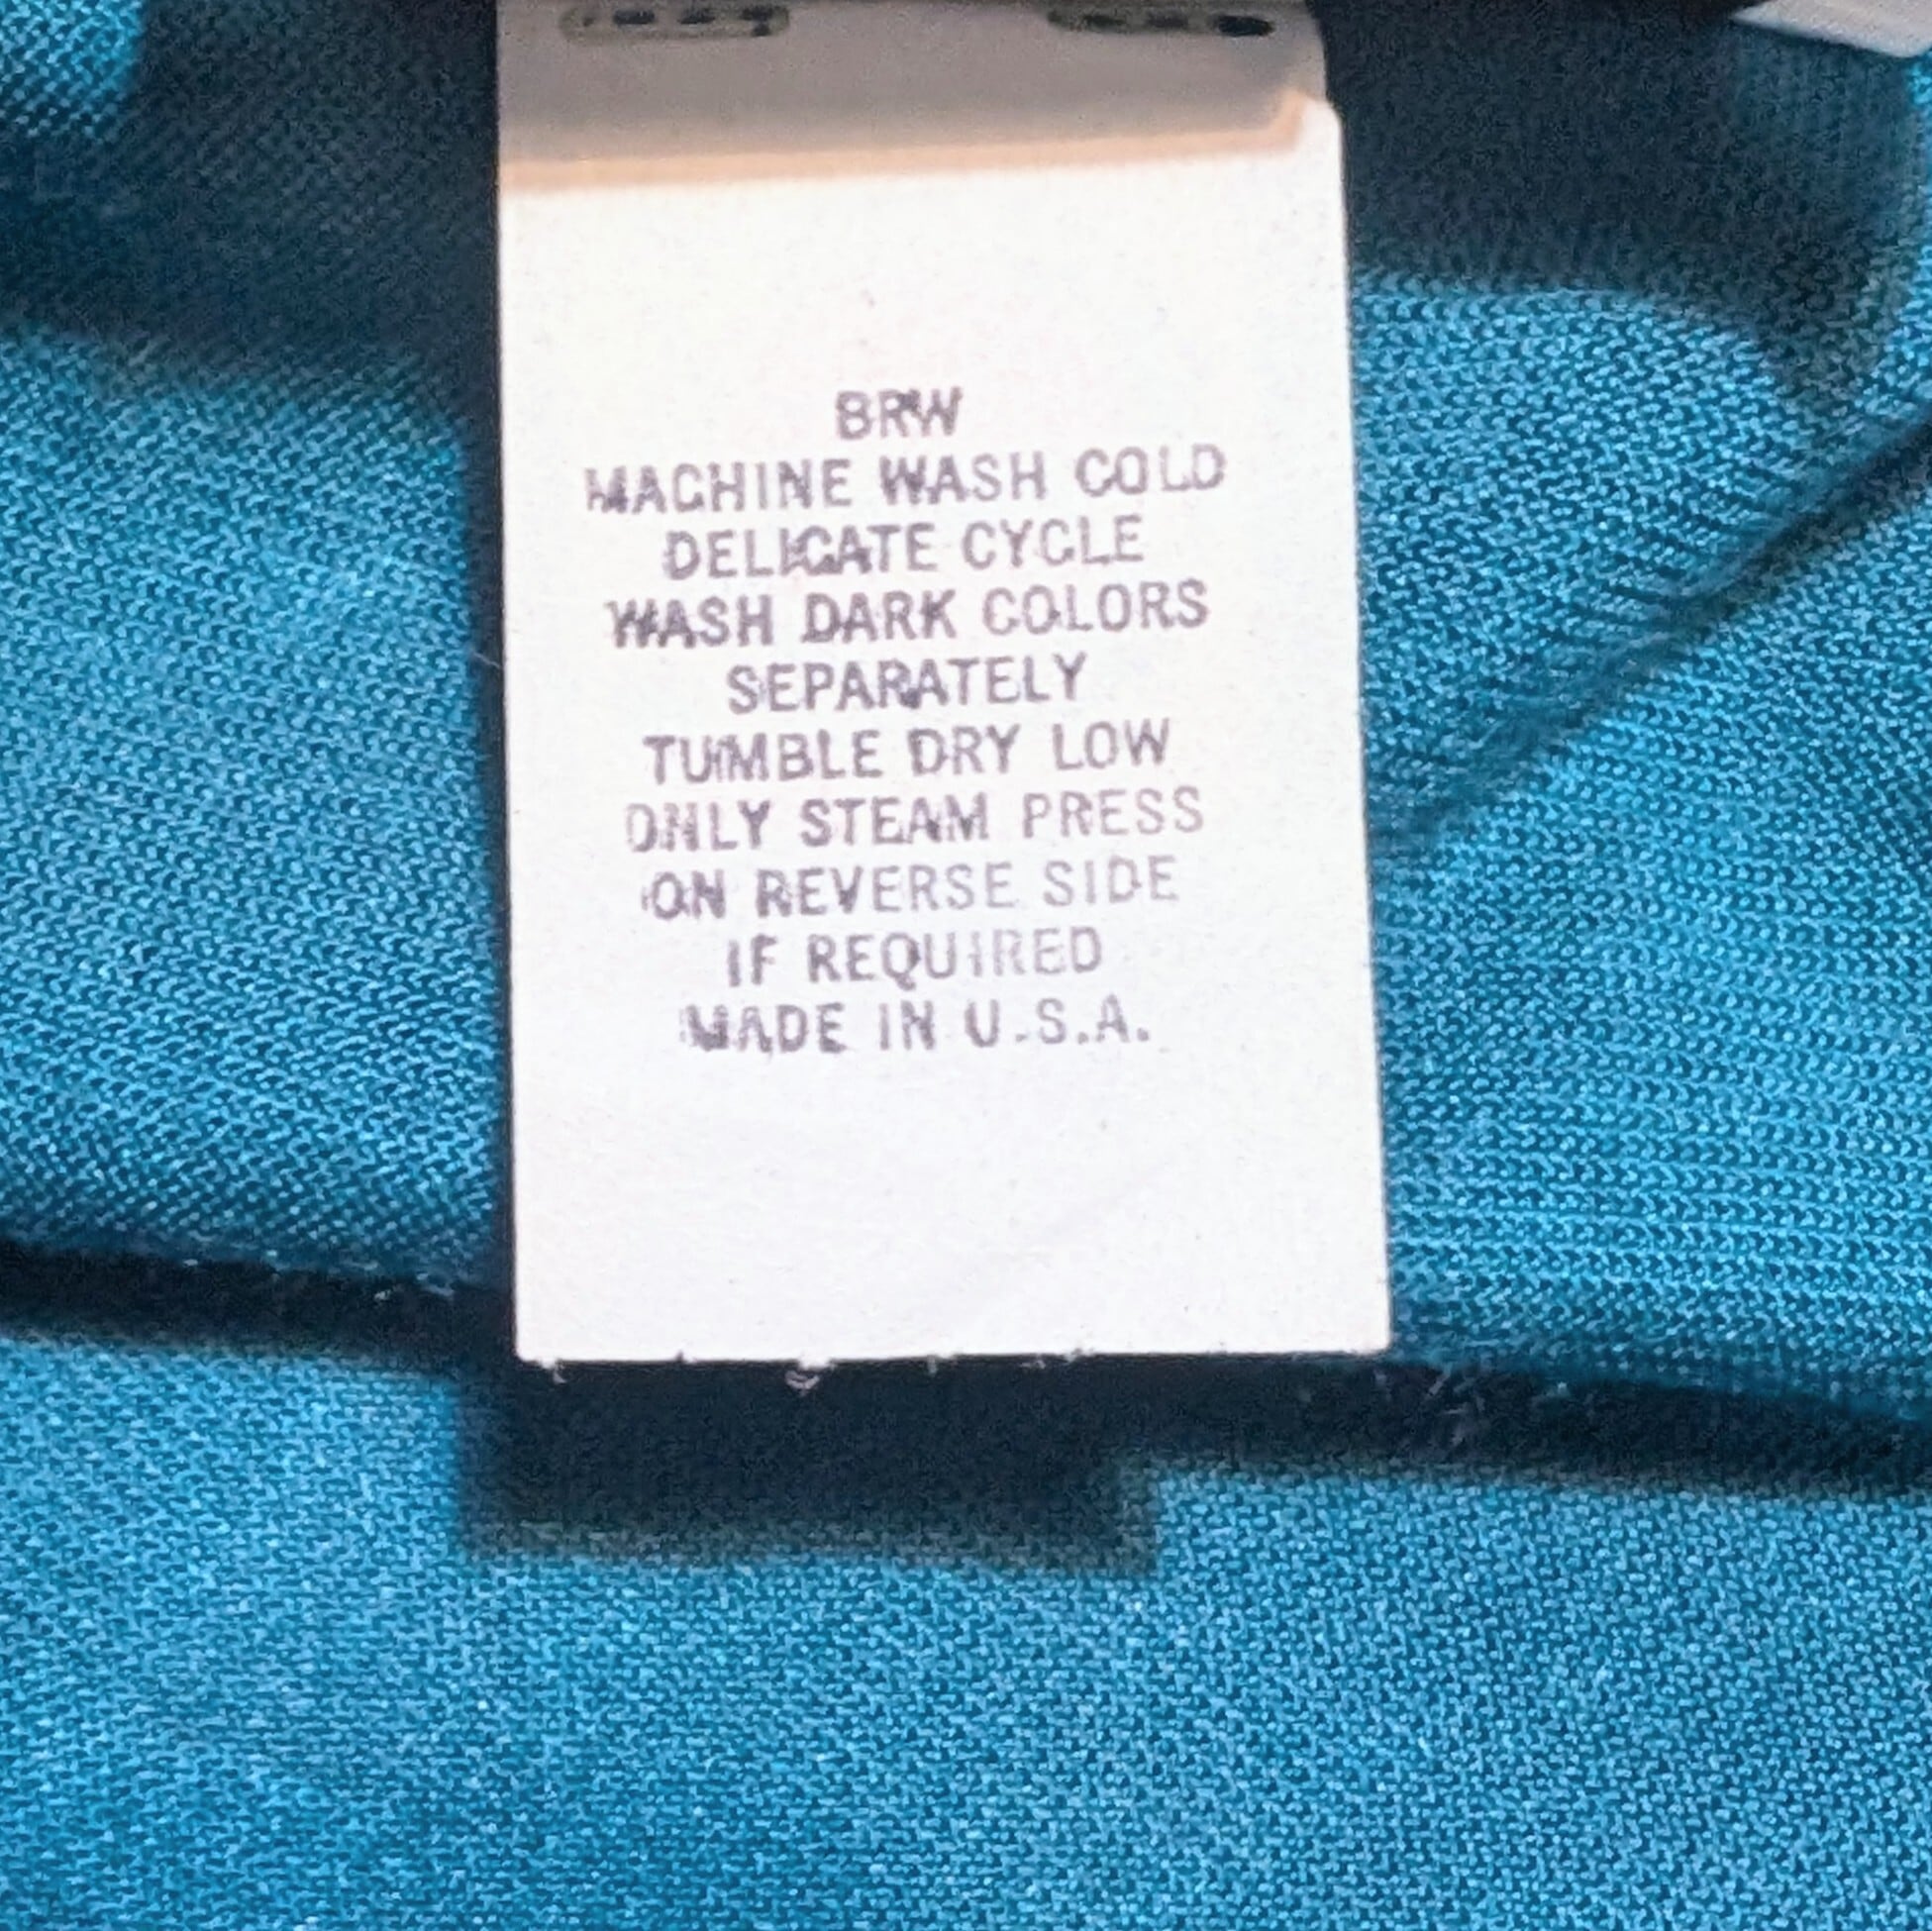 BRW
MACHINE WASH COLD
DELICATE CYCLE
WASH DARK COLORS
SEPARATELY
TUMBLE DRY LOW
ONLY STEAM PRESS
ON REVERSE SIDE
IF REQUIRED
MADE IN U.S.A.